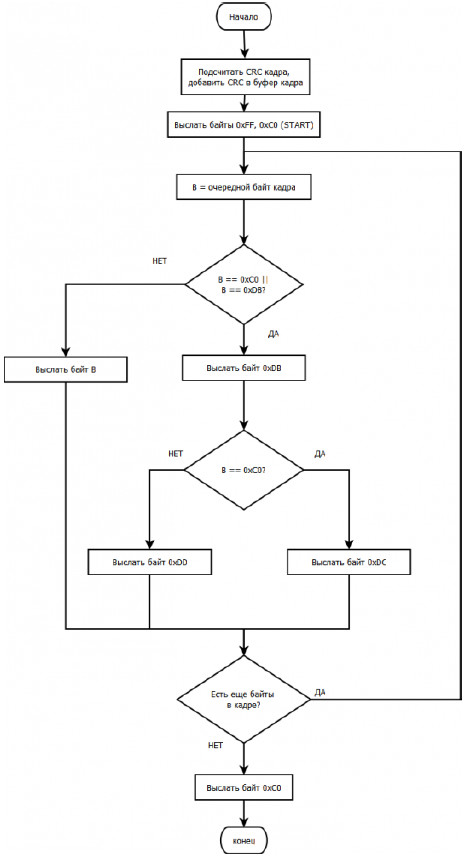 Начало
Подсчитать CRC кадра,
добавить CRC в буфер кадра
Выслать байты 0xFF, 0xC0 (START)
B = очередной байт кадра
НЕТ
B == 0xC0 ||
B == 0xDB?
ДА
Выслать байт B
Выслать байт 0xDB
НЕТ
B == 0xC0?
ДА
Выслать байт 0xDD
Выслать байт 0xDC
Есть еще байты
в кадре?
ДА
НЕТ
Выслать байт 0xC0
конец